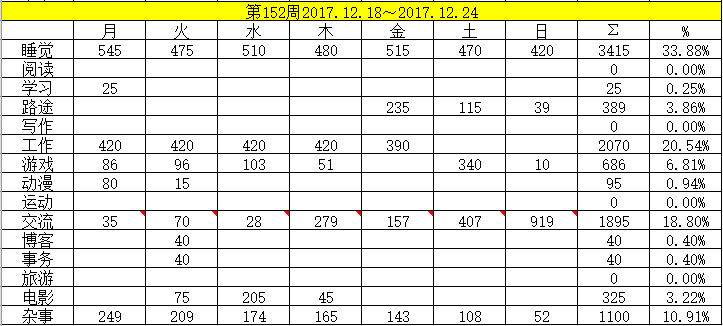 第152周2017.12.18～2017.12.24
月 火 水 木 金 土 日 Σ %
睡觉 545 475 510 480 515 470 420 3415 33.88%
阅读 0 0.00%
学习 25 25 0.25%
路途 235 115 39 389 3.86%
写作 0 0.00%
工作 420 420 420 420 390 2070 20.54%
游戏 86 96 103 51 340 10 686 6.81%
动漫 80 15 95 0.94%
运动 0 0.00%
交流 35 70 28 279 157 407 919 1895 18.80%
博客 40 40 0.40%
事务 40 40 0.40%
旅游 0 0.00%
电影 75 205 45 325 3.22%
杂事 249 209 174 165 143 108 52 1100 10.91%